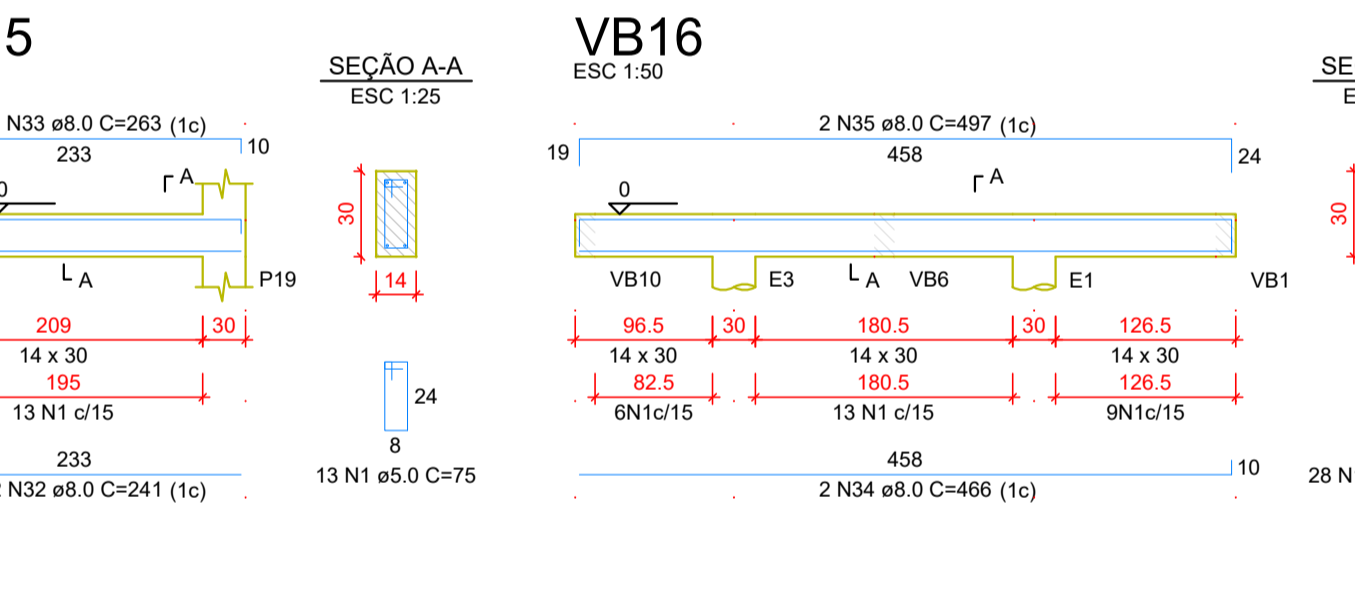 5
SEÇÃO A-A
ESC 1:25
N33 ø8.0 C=263 (1c)
233
10
A
0
A
P19
209
30
14 x 30
195
13 N1 c/15
233
N32 ø8.0 C=241 (1c)
30
14
24
8
13 N1 ø5.0 C=75
VB16
ESC 1:50
2 N35 ø8.0 C=497 (1c)
19
458
24
A
0
VB10
E3
A
VB6
E1
VB1
96.5
30
180.5
30
126.5
14 x 30
14 x 30
14 x 30
82.5
180.5
126.5
6N1c/15
13 N1 c/15
9N1c/15
458
10
2 N34 ø8.0 C=466 (1c)
SE
E
30
28 N